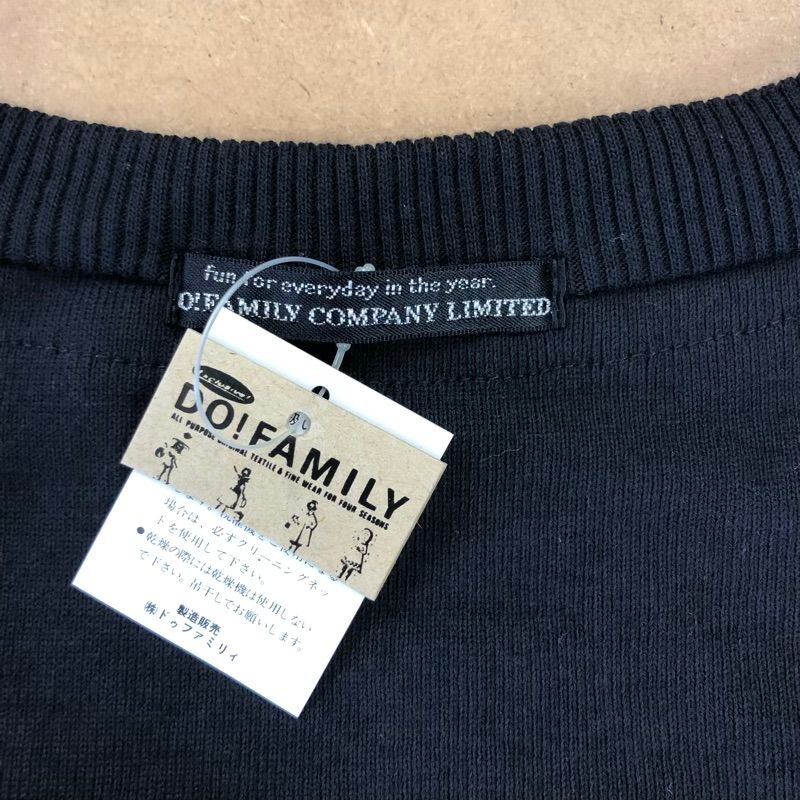 fun for everyday in the year.
O!FAMILY COMPANY LIMITED
exclusive!
DO!FAMILY
ALL PURPOSE ORIGINAL TEXTILE & FINE WEAR FOR FOUR SEASONS
場合は、必ずクリーニングネッ
トを使用して下さい。
●乾燥の際には乾燥機は使用しない
で下さい。吊干しでお願いします。
製造販売
㈱ドゥファミリィ